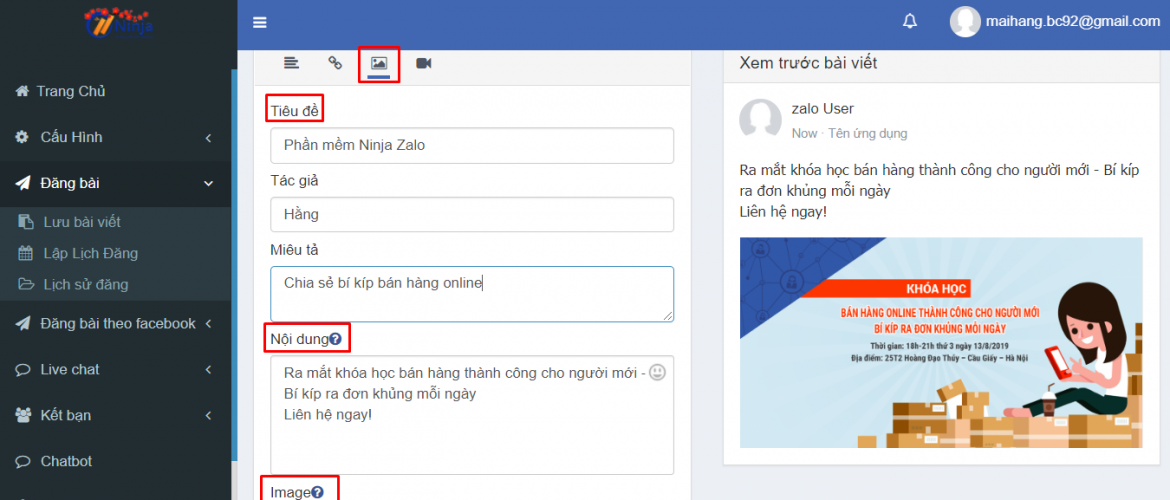 Ninja
maihang.bc92@gmail.com
Trang Chủ
Cấu Hình
Đăng bài
Lưu bài viết
Lập Lịch Đăng
Lịch sử đăng
Đăng bài theo facebook
Live chat
Kết bạn
Chatbot
Tiêu đề
Phần mềm Ninja Zalo
Tác giả
Hằng
Miêu tả
Chia sẻ bí kíp bán hàng online
Nội dung
Ra mắt khóa học bán hàng thành công cho người mới -
Bí kíp ra đơn khủng mỗi ngày
Liên hệ ngay!
Image
Xem trước bài viết
zalo User
Now · Tên ứng dụng
Ra mắt khóa học bán hàng thành công cho người mới - Bí kíp
ra đơn khủng mỗi ngày
Liên hệ ngay!
KHÓA HỌC
BÁN HÀNG ONLINE THÀNH CÔNG CHO NGƯỜI MỚI
BÍ KÍP RA ĐƠN KHỦNG MỖI NGÀY
Thời gian: 18h-21h thứ 3 ngày 13/8/2019
Địa điểm: 25T2 Hoàng Đạo Thúy – Cầu Giấy – Hà Nội